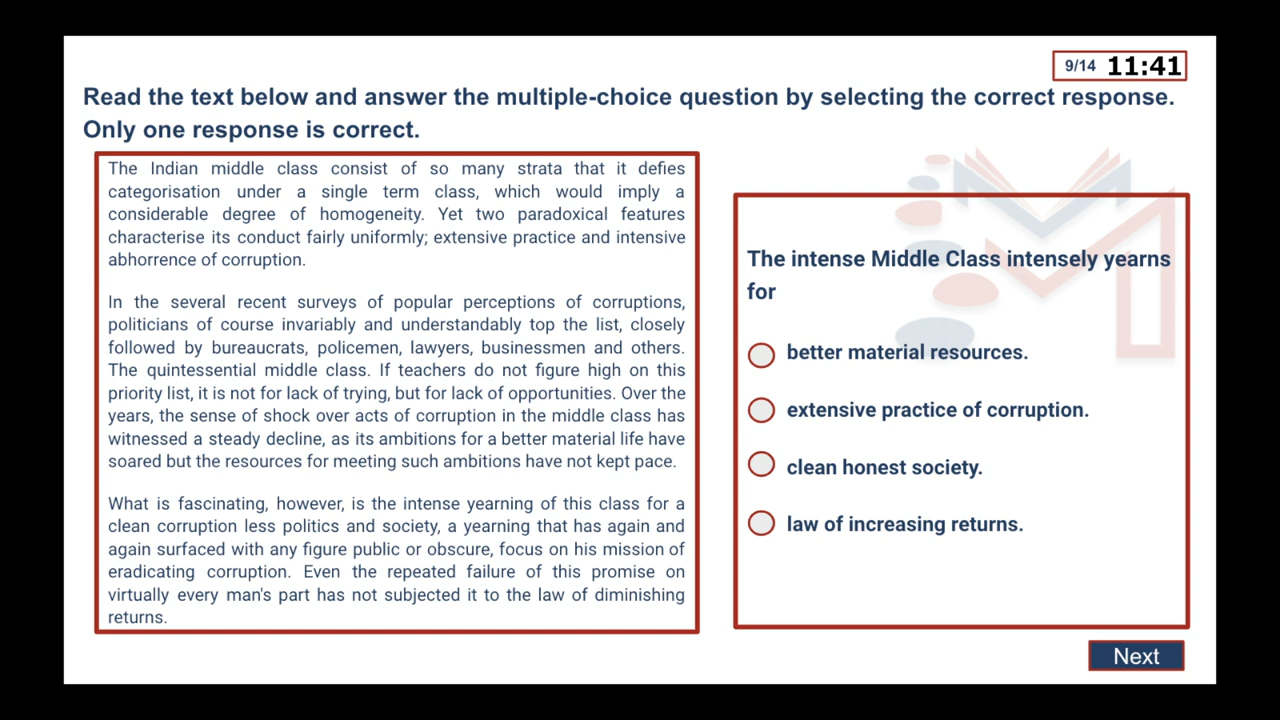 9/14 11:41
Read the text below and answer the multiple-choice question by selecting the correct response.
Only one response is correct.
The Indian middle class consist of so many strata that it defies
categorisation under a single term class, which would imply a
considerable degree of homogeneity. Yet two paradoxical features
characterise its conduct fairly uniformly; extensive practice and intensive
abhorrence of corruption.
In the several recent surveys of popular perceptions of corruptions,
politicians of course invariably and understandably top the list, closely
followed by bureaucrats, policemen, lawyers, businessmen and others.
The quintessential middle class. If teachers do not figure high on this
priority list, it is not for lack of trying, but for lack of opportunities. Over the
years, the sense of shock over acts of corruption in the middle class has
witnessed a steady decline, as its ambitions for a better material life have
soared but the resources for meeting such ambitions have not kept pace.
What is fascinating, however, is the intense yearning of this class for a
clean corruption less politics and society, a yearning that has again and
again surfaced with any figure public or obscure, focus on his mission of
eradicating corruption. Even the repeated failure of this promise on
virtually every man's part has not subjected it to the law of diminishing
returns.
The intense Middle Class intensely yearns
for
better material resources.
extensive practice of corruption.
clean honest society.
law of increasing returns.
Next